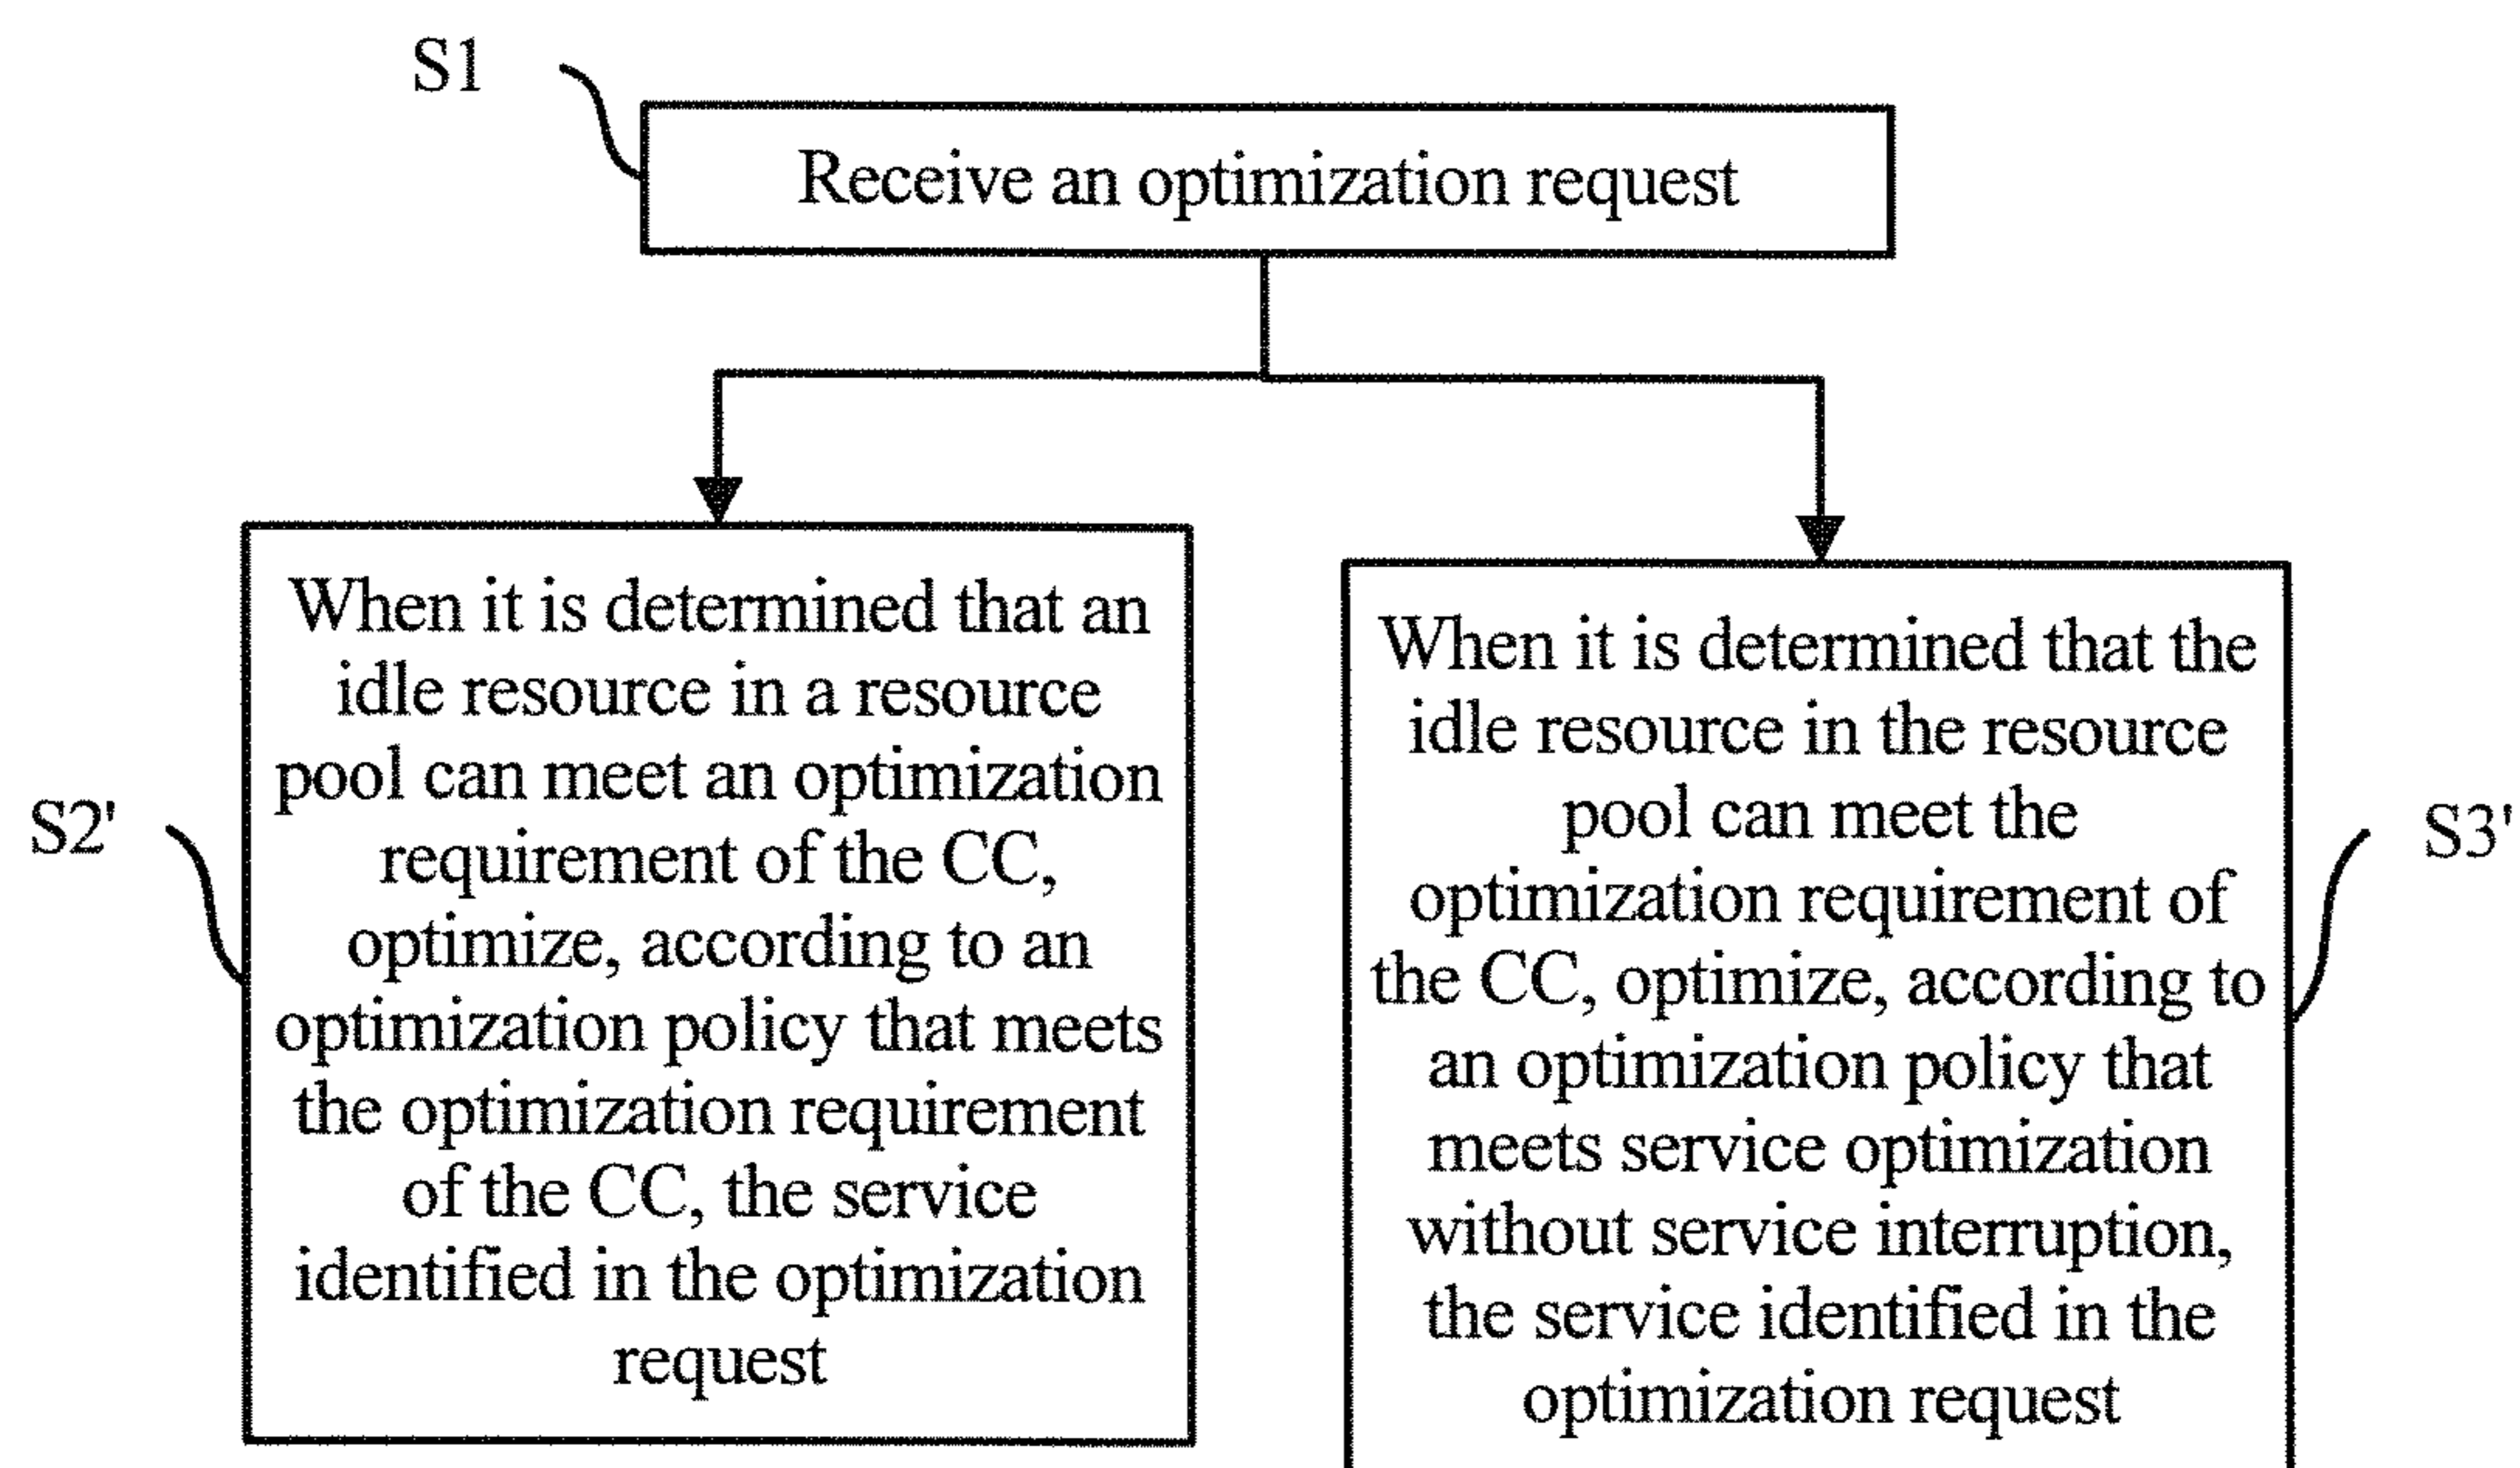 S1
Receive an optimization request
S2'
When it is determined that an
idle resource in a resource
pool can meet an optimization
requirement of the CC,
optimize, according to an
optimization policy that meets
the optimization requirement
of the CC, the service
identified in the optimization
request
When it is determined that the
idle resource in the resource
pool can meet the
optimization requirement of
the CC, optimize, according to
an optimization policy that
meets service optimization
without service interruption,
the service identified in the
optimization request
S3'